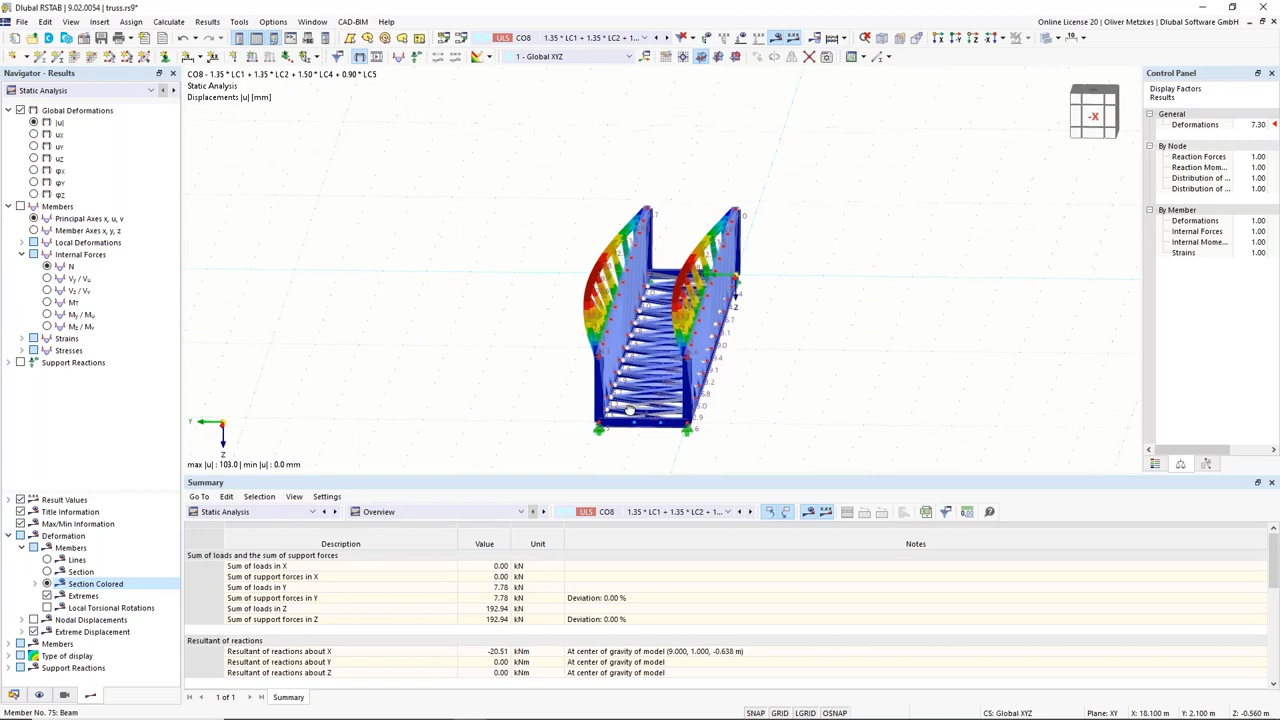 Dlubal RSTAB | 9.02.0054 | truss.rs9*
File Edit View Insert Assign Calculate Results Tools Options Window CAD-BIM Help
Online License 20 | Oliver Metzkes | Dlubal Software GmbH
ULS CO8 1.35 * LC1 + 1.35 * LC2 + 1...
1 - Global XYZ
Navigator - Results
Static Analysis
Global Deformations
|u|
uX
uY
uZ
φX
φY
φZ
Members
Principal Axes x, u, v
Member Axes x, y, z
Local Deformations
Internal Forces
N
Vy / Vu
Vz / Vv
MT
My / Mu
Mz / Mv
Strains
Stresses
Support Reactions
Result Values
Title Information
Max/Min Information
Deformation
Members
Lines
Section
Section Colored
Extremes
Local Torsional Rotations
Nodal Displacements
Extreme Displacement
Members
Type of display
Support Reactions
CO8 - 1.35 * LC1 + 1.35 * LC2 + 1.50 * LC4 + 0.90 * LC5
Static Analysis
Displacements |u| [mm]
-X
Z
Y
Z
max |u| : 103.0 | min |u| : 0.0 mm
Control Panel
Display Factors
Results
General
Deformations 7.30
By Node
Reaction Forces 1.00
Reaction Mom... 1.00
Distribution of ... 1.00
Distribution of ... 1.00
By Member
Deformations 1.00
Internal Forces 1.00
Internal Mome... 1.00
Strains 1.00
Summary
Go To Edit Selection View Settings
Static Analysis Overview ULS CO8 1.35 * LC1 + 1.35 * LC2 + ...
Description Value Unit Notes
Sum of loads and the sum of support forces
Sum of loads in X 0.00 kN
Sum of support forces in X 0.00 kN
Sum of loads in Y 7.78 kN
Sum of support forces in Y 7.78 kN Deviation: 0.00 %
Sum of loads in Z 192.94 kN
Sum of support forces in Z 192.94 kN Deviation: 0.00 %
Resultant of reactions
Resultant of reactions about X -20.51 kNm At center of gravity of model (9.000, 1.000, -0.638 m)
Resultant of reactions about Y 0.00 kNm At center of gravity of model
Resultant of reactions about Z 0.00 kNm At center of gravity of model
1 of 1 Summary
Member No. 75: Beam
SNAP GRID LGRID OSNAP
CS: Global XYZ Plane: XY X: 18.100 m Y: 2.100 m Z: -0.560 m